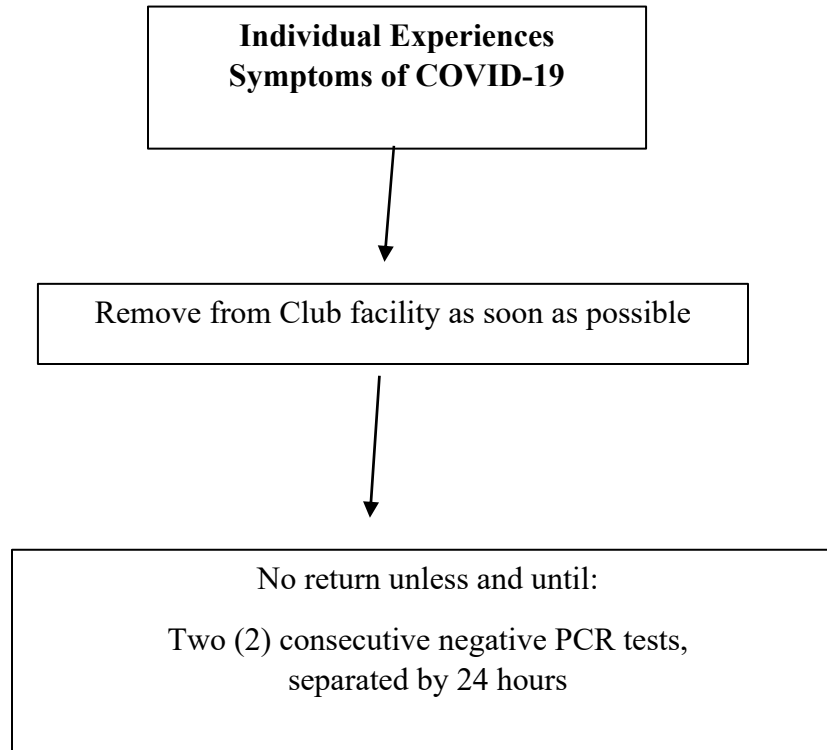 Individual Experiences
Symptoms of COVID-19
Remove from Club facility as soon as possible
No return unless and until:
Two (2) consecutive negative PCR tests,
separated by 24 hours